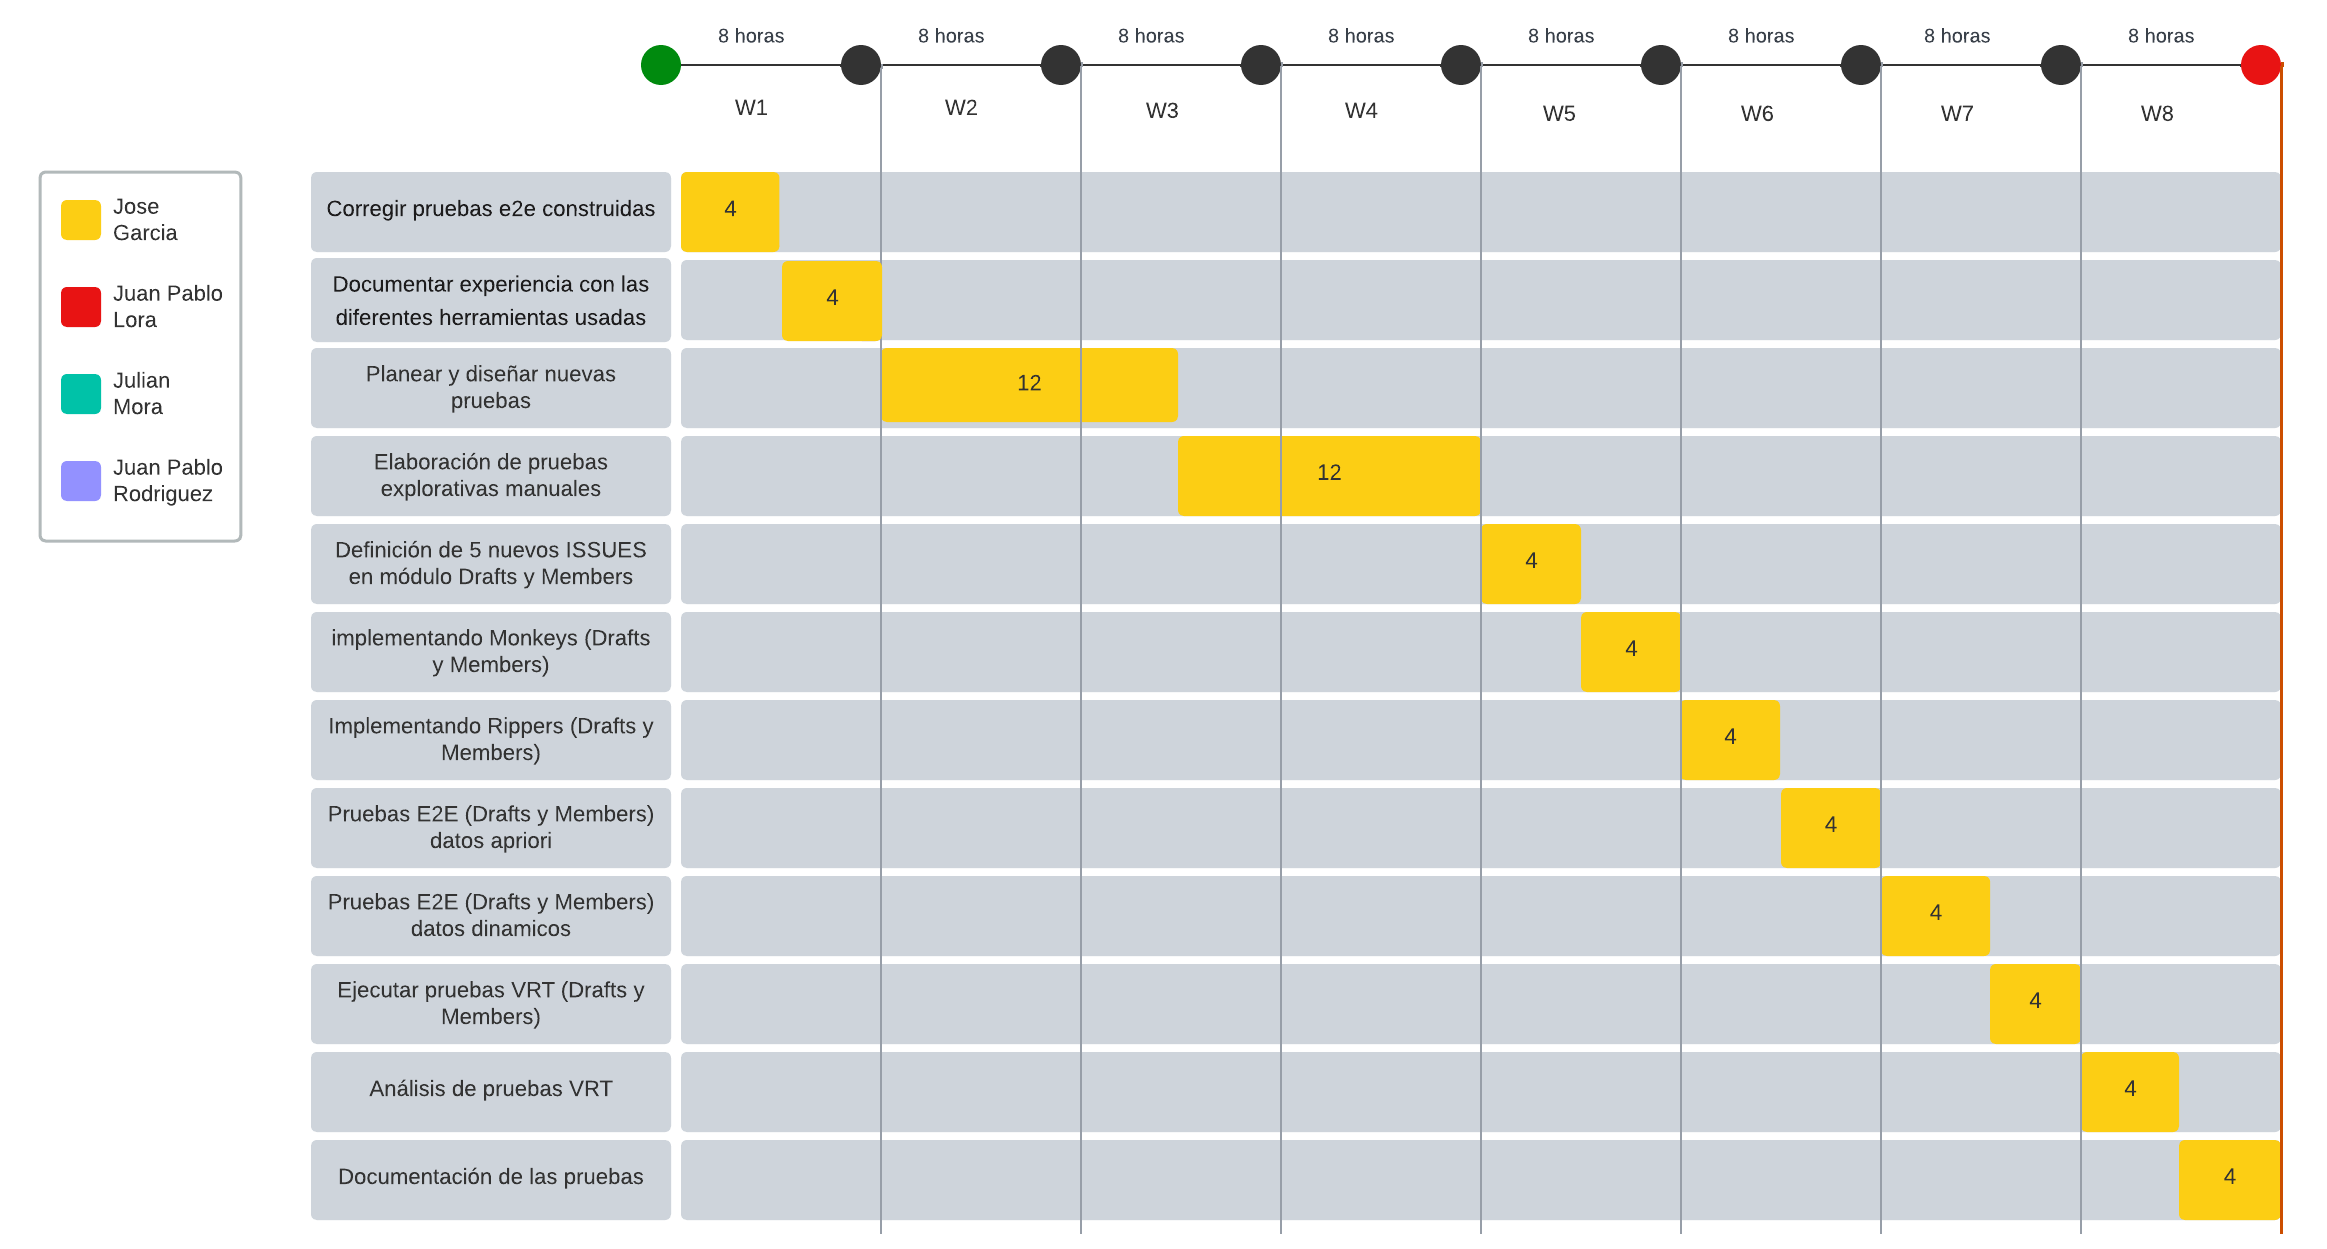 8 horas
8 horas
8 horas
8 horas
8 horas
8 horas
8 horas
8 horas
W1
W2
W3
W4
W5
W6
W7
W8
Jose
Garcia
Juan Pablo
Lora
Julian
Mora
Juan Pablo
Rodriguez
Corregir pruebas e2e construidas
4
Documentar experiencia con las
diferentes herramientas usadas
4
Planear y diseñar nuevas
pruebas
12
Elaboración de pruebas
explorativas manuales
12
Definición de 5 nuevos ISSUES
en módulo Drafts y Members
4
implementando Monkeys (Drafts
y Members)
4
Implementando Rippers (Drafts y
Members)
4
Pruebas E2E (Drafts y Members)
datos apriori
4
Pruebas E2E (Drafts y Members)
datos dinamicos
4
Ejecutar pruebas VRT (Drafts y
Members)
4
Análisis de pruebas VRT
4
Documentación de las pruebas
4